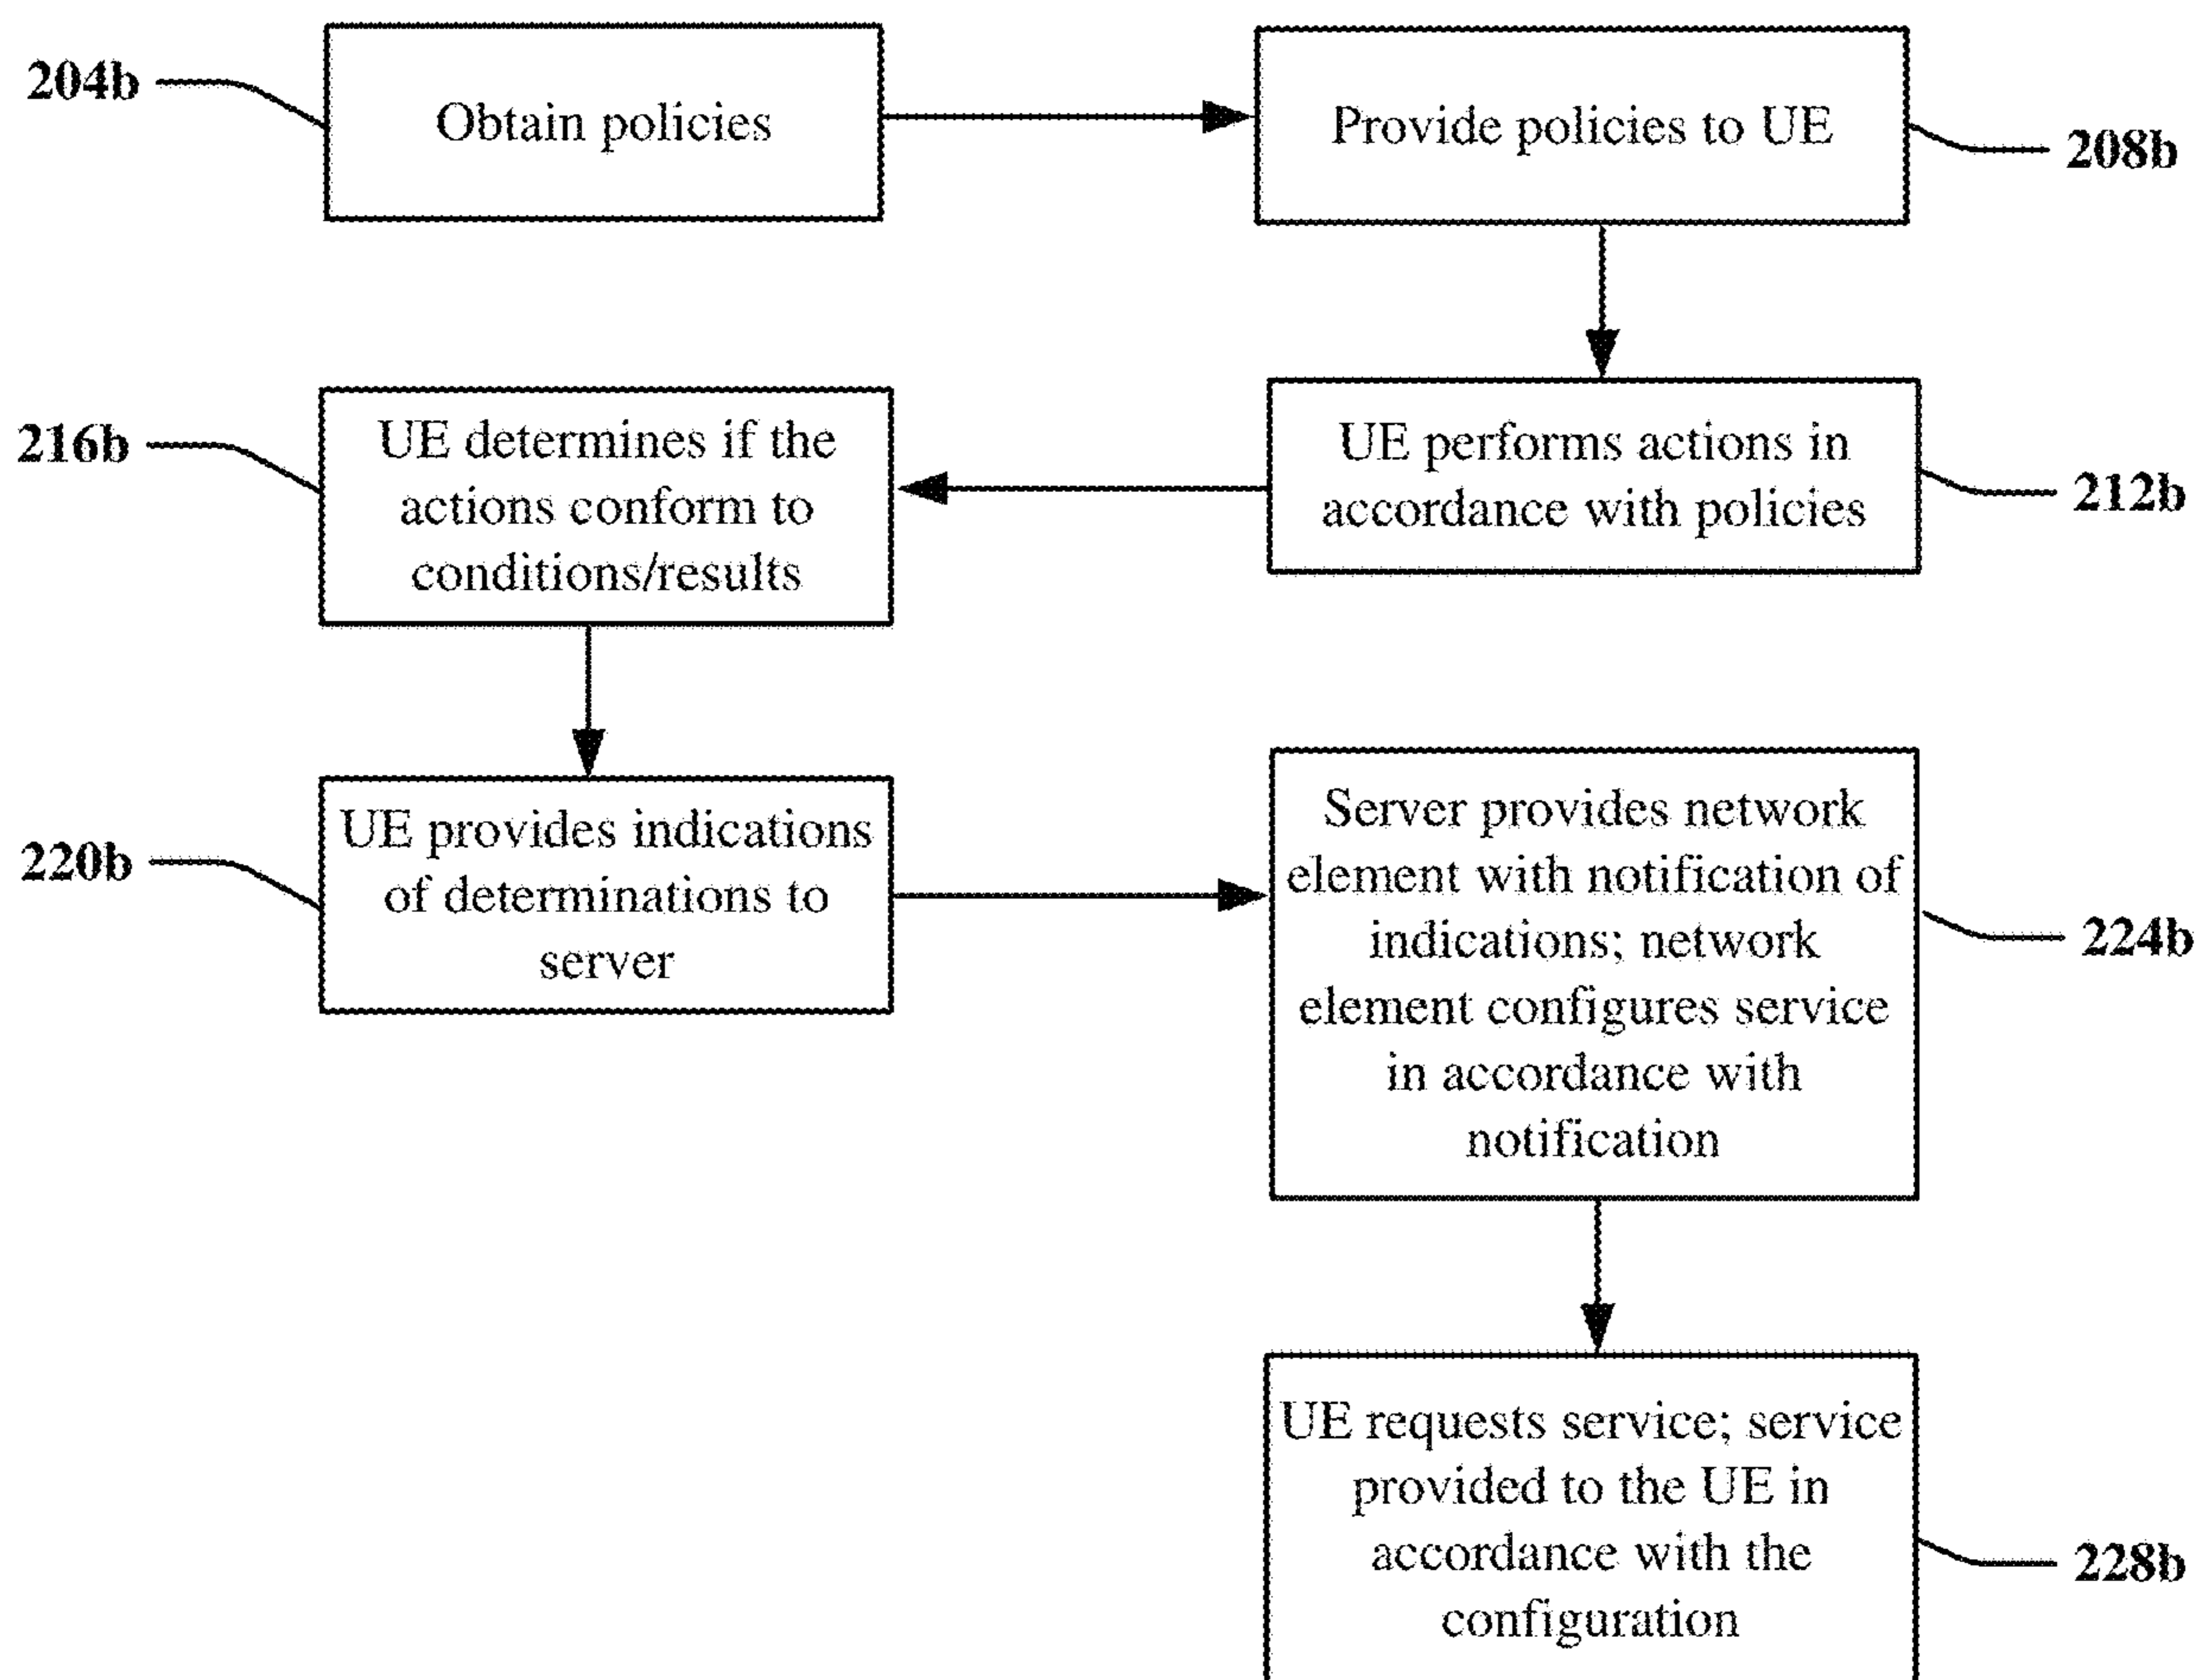 204b
Obtain policies
Provide policies to UE
208b
216b
UE determines if the
actions conform to
conditions/results
UE performs actions in
accordance with policies
212b
220b
UE provides indications
of determinations to
server
Server provides network
element with notification of
indications; network
element configures service
in accordance with
notification
224b
UE requests service; service
provided to the UE in
accordance with the
configuration
228b